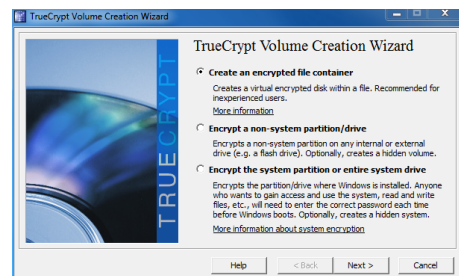 TrueCrypt Volume Creation Wizard
TRUECRYPT
TrueCrypt Volume Creation Wizard
Create an encrypted file container
Creates a virtual encrypted disk within a file. Recommended for
inexperienced users.
More information
Encrypt a non-system partition/drive
Encrypts a non-system partition on any internal or external
drive (e.g. a flash drive). Optionally, creates a hidden volume.
Encrypt the system partition or entire system drive
Encrypts the partition/drive where Windows is installed. Anyone
who wants to gain access and use the system, read and write
files, etc., will need to enter the correct password each time
before Windows boots. Optionally, creates a hidden system.
More information about system encryption
Help
< Back
Next >
Cancel